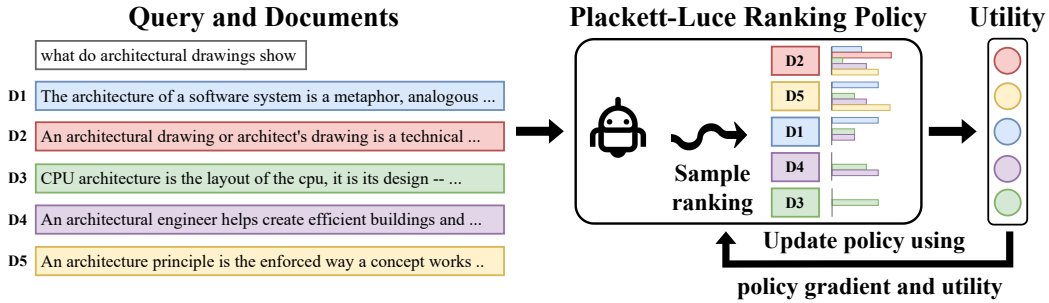 Query and Documents
what do architectural drawings show
D1 The architecture of a software system is a metaphor, analogous ...
D2 An architectural drawing or architect's drawing is a technical ...
D3 CPU architecture is the layout of the cpu, it is its design -- ...
D4 An architectural engineer helps create efficient buildings and ...
D5 An architecture principle is the enforced way a concept works ..
Plackett-Luce Ranking Policy
Sample
ranking
D2
D5
D1
D4
D3
Utility
Update policy using
policy gradient and utility